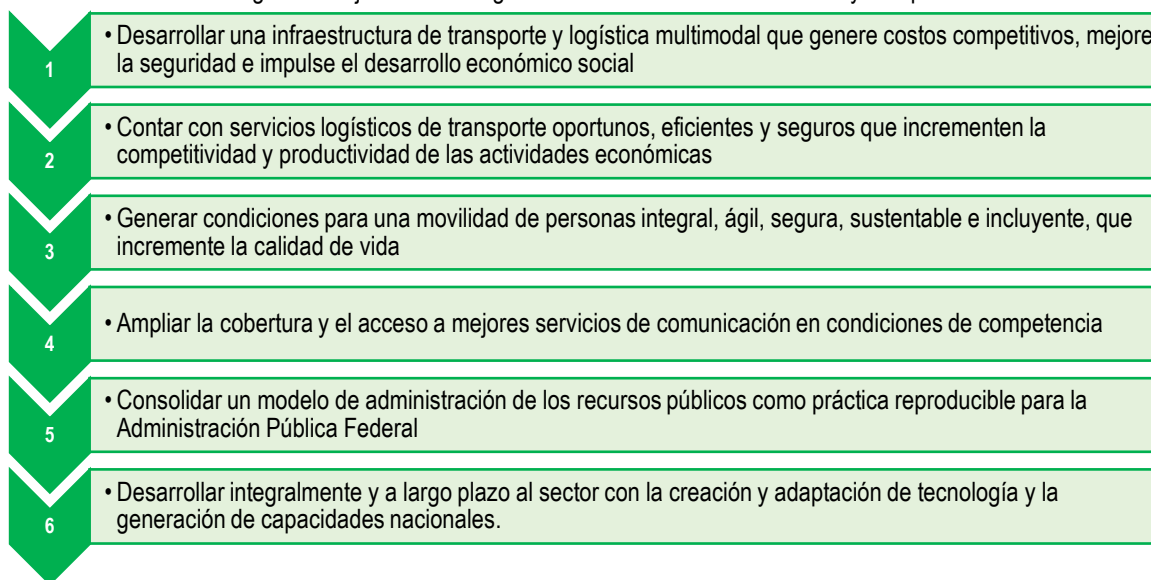 1
• Desarrollar una infraestructura de transporte y logística multimodal que genere costos competitivos, mejore
la seguridad e impulse el desarrollo económico social
2
• Contar con servicios logísticos de transporte oportunos, eficientes y seguros que incrementen la
competitividad y productividad de las actividades económicas
3
• Generar condiciones para una movilidad de personas integral, ágil, segura, sustentable e incluyente, que
incremente la calidad de vida
4
• Ampliar la cobertura y el acceso a mejores servicios de comunicación en condiciones de competencia
5
• Consolidar un modelo de administración de los recursos públicos como práctica reproducible para la
Administración Pública Federal
6
• Desarrollar integralmente y a largo plazo al sector con la creación y adaptación de tecnología y la
generación de capacidades nacionales.